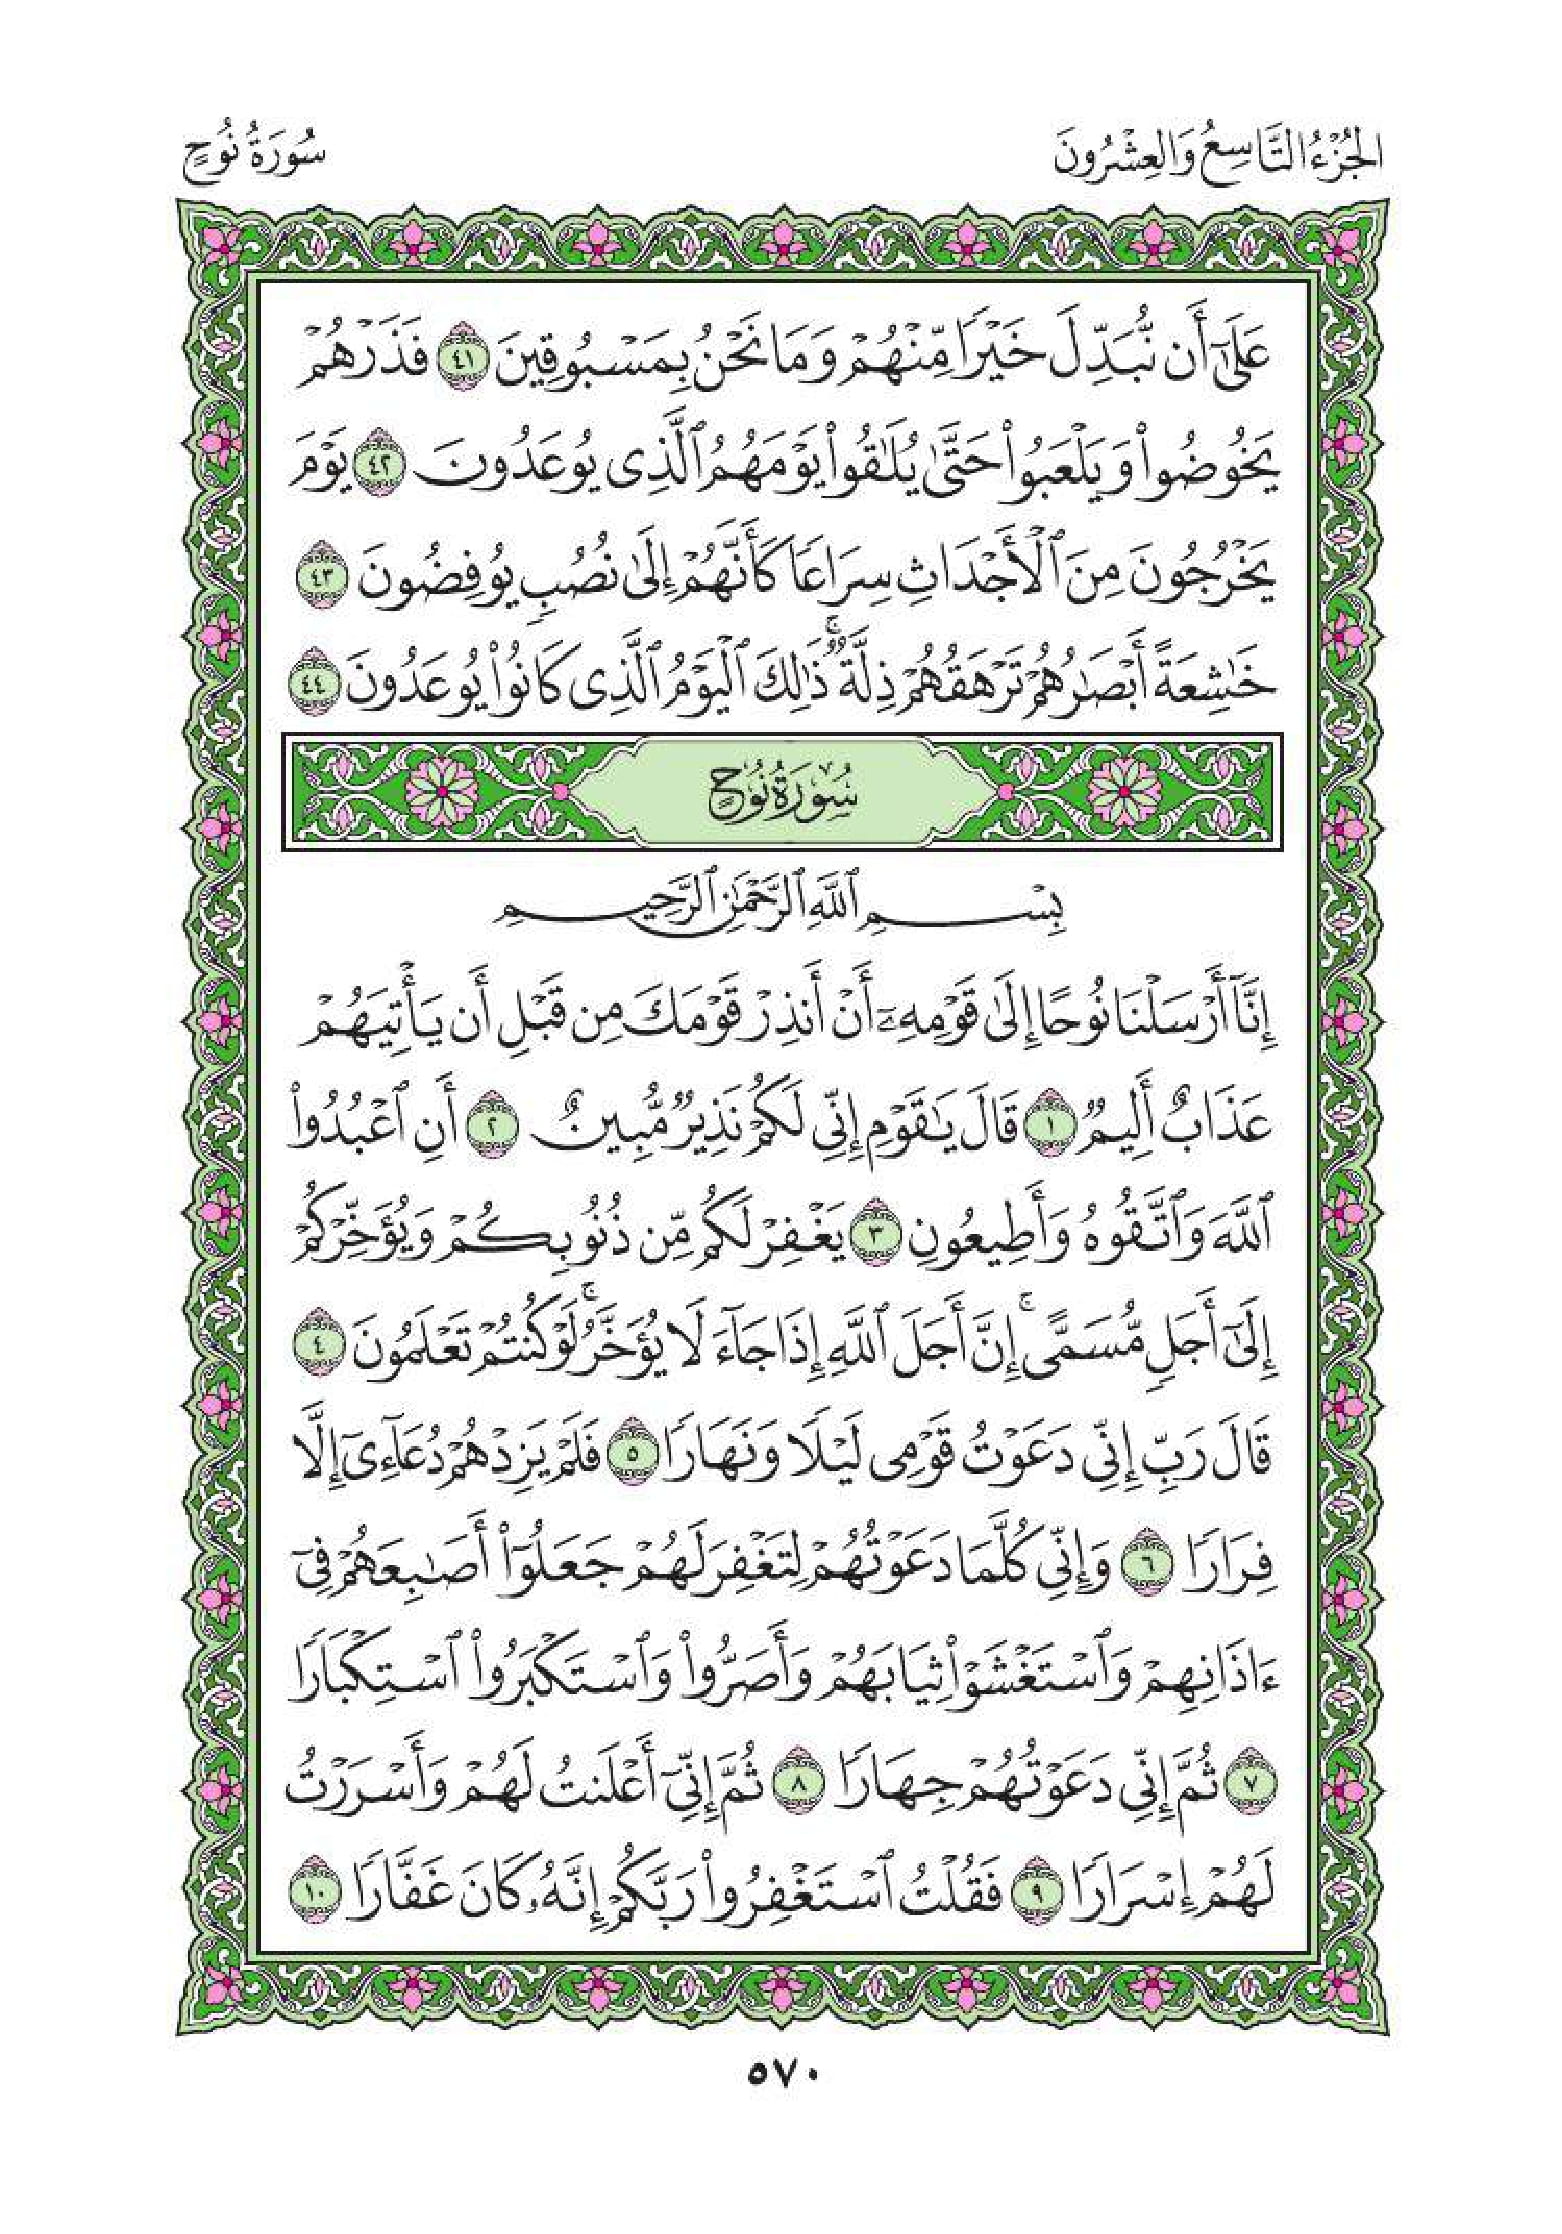 الجُزْءُ التَّاسِعُ وَالعِشْرُونَ
سُورَةُ نُوحٍ
عَلَىٰٓ أَن نُّبَدِّلَ خَيْرًا مِّنْهُمْ وَمَا نَحْنُ بِمَسْبُوقِينَ ٤١ فَذَرْهُمْ
يَخُوضُوا۟ وَيَلْعَبُوا۟ حَتَّىٰ يُلَٰقُوا۟ يَوْمَهُمُ ٱلَّذِى يُوعَدُونَ ٤٢ يَوْمَ
يَخْرُجُونَ مِنَ ٱلْأَجْدَاثِ سِرَاعًا كَأَنَّهُمْ إِلَىٰ نُصُبٍ يُوفِضُونَ ٤٣
خَٰشِعَةً أَبْصَٰرُهُمْ تَرْهَقُهُمْ ذِلَّةٌ ۚ ذَٰلِكَ ٱلْيَوْمُ ٱلَّذِى كَانُوا۟ يُوعَدُونَ ٤٤
سُورَةُ نُوحٍ
بِسْمِ ٱللَّهِ ٱلرَّحْمَٰنِ ٱلرَّحِيمِ
إِنَّآ أَرْسَلْنَا نُوحًا إِلَىٰ قَوْمِهِۦٓ أَنْ أَنذِرْ قَوْمَكَ مِن قَبْلِ أَن يَأْتِيَهُمْ
عَذَابٌ أَلِيمٌ ١ قَالَ يَٰقَوْمِ إِنِّى لَكُمْ نَذِيرٌ مُّبِينٌ ٢ أَنِ ٱعْبُدُوا۟
ٱللَّهَ وَٱتَّقُوهُ وَأَطِيعُونِ ٣ يَغْفِرْ لَكُم مِّن ذُنُوبِكُمْ وَيُؤَخِّرْكُمْ
إِلَىٰٓ أَجَلٍ مُّسَمًّى ۚ إِنَّ أَجَلَ ٱللَّهِ إِذَا جَآءَ لَا يُؤَخَّرُ ۖ لَوْ كُنتُمْ تَعْلَمُونَ ٤
قَالَ رَبِّ إِنِّى دَعَوْتُ قَوْمِى لَيْلًا وَنَهَارًا ٥ فَلَمْ يَزِدْهُمْ دُعَآءِىٓ إِلَّا
فِرَارًا ٦ وَإِنِّى كُلَّمَا دَعَوْتُهُمْ لِتَغْفِرَ لَهُمْ جَعَلُوٓا۟ أَصَٰبِعَهُمْ فِىٓ
ءَاذَانِهِمْ وَٱسْتَغْشَوْا۟ ثِيَابَهُمْ وَأَصَرُّوا۟ وَٱسْتَكْبَرُوا۟ ٱسْتِكْبَارًا
٧ ثُمَّ إِنِّى دَعَوْتُهُمْ جِهَارًا ٨ ثُمَّ إِنِّىٓ أَعْلَنتُ لَهُمْ وَأَسْرَرْتُ
لَهُمْ إِسْرَارًا ٩ فَقُلْتُ ٱسْتَغْفِرُوا۟ رَبَّكُمْ إِنَّهُۥ كَانَ غَفَّارًا ١٠
٥٧٠